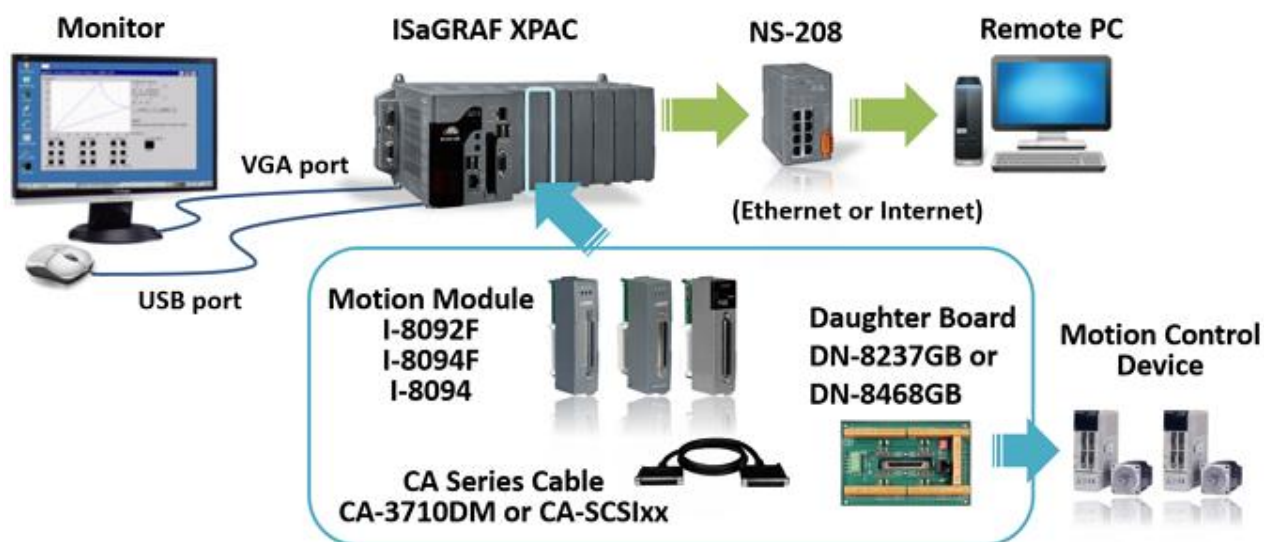 Monitor
ISaGRAF XPAC
NS-208
Remote PC
VGA port
(Ethernet or Internet)
USB port
Motion Module
I-8092F
I-8094F
I-8094
Daughter Board
DN-8237GB or
DN-8468GB
Motion Control
Device
CA Series Cable
CA-3710DM or CA-SCSIxx